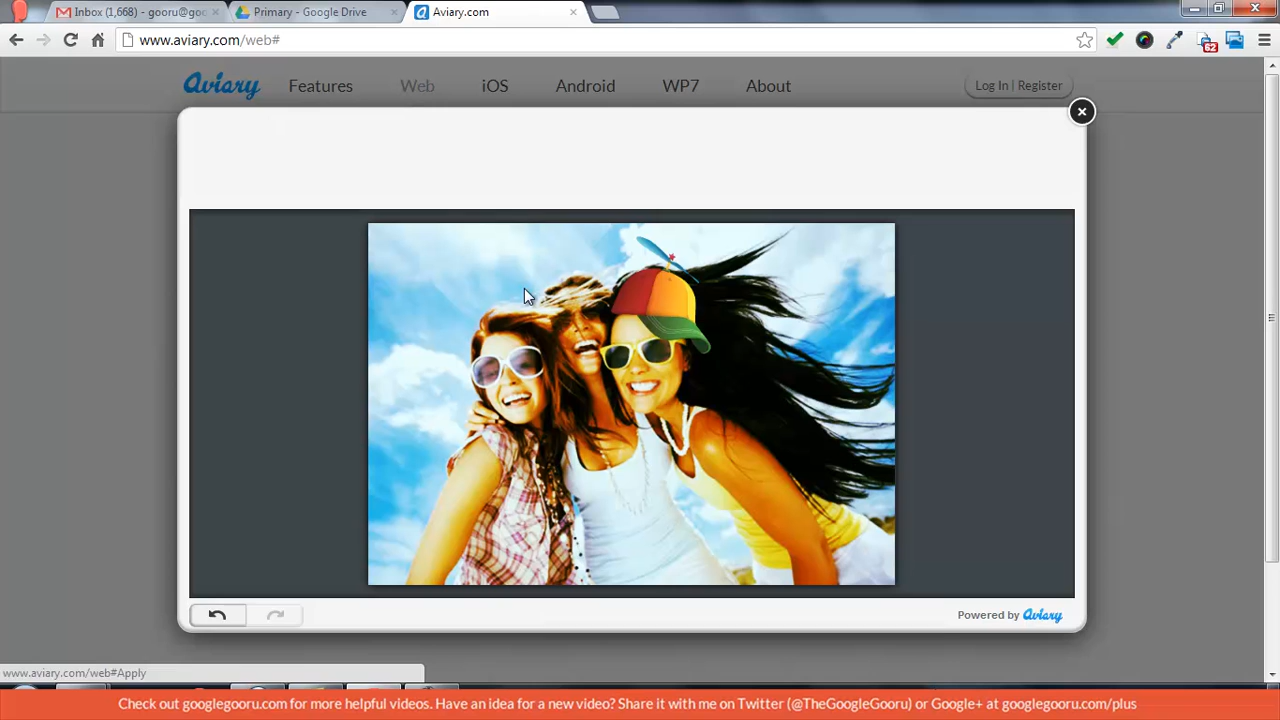 Inbox (1,668) - gooru@goo
Primary - Google Drive
Aviary.com
www.aviary.com/web#
62
Aviary
Features
Web
iOS
Android
WP7
About
Log In | Register
Powered by Aviary
www.aviary.com/web#Apply
Check out googlegooru.com for more helpful videos. Have an idea for a new video? Share it with me on Twitter (@TheGoogleGooru) or Google+ at googlegooru.com/plus